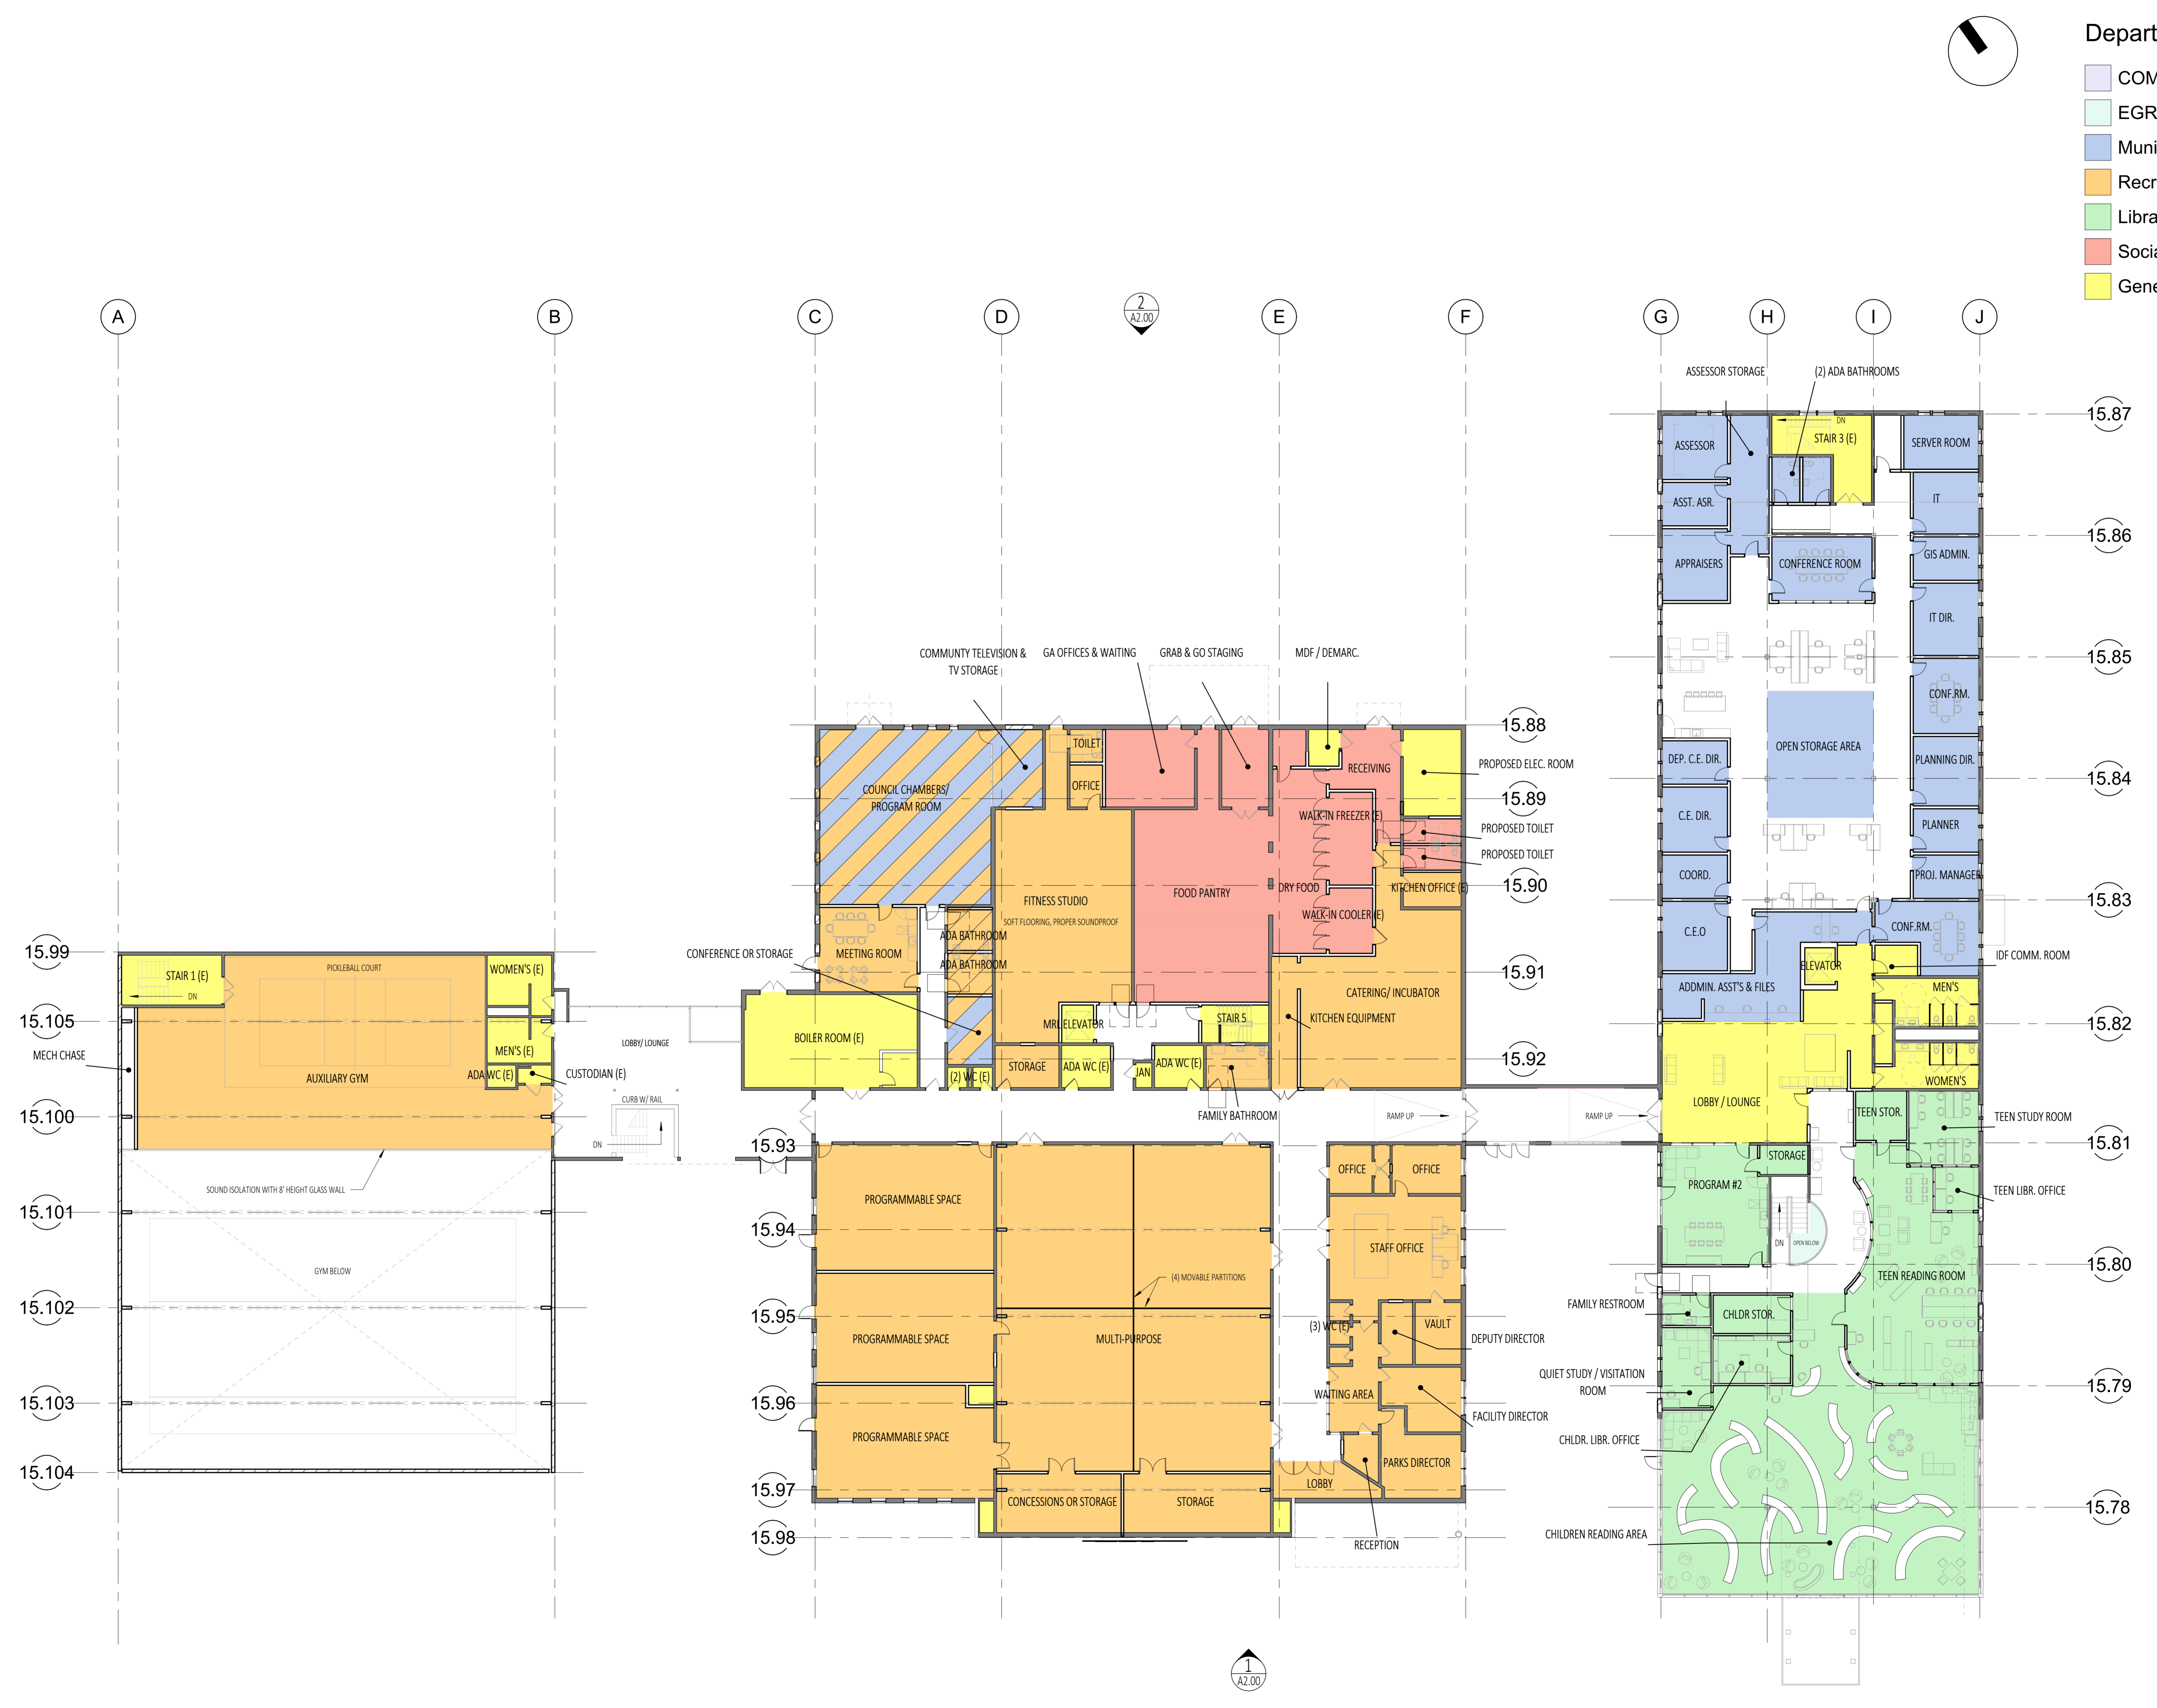 Depart
COM
EGR
Muni
Recr
Libra
Socia
Gene
A
B
C
D
2
A2.00
E
F
G
H
I
J
ASSESSOR STORAGE
(2) ADA BATHROOMS
15.87
ASSESSOR
DN
STAIR 3 (E)
SERVER ROOM
ASST. ASR.
IT
15.86
APPRAISERS
CONFERENCE ROOM
GIS ADMIN.
IT DIR.
15.85
CONF.RM.
OPEN STORAGE AREA
DEP. C.E. DIR.
PLANNING DIR.
15.84
C.E. DIR.
PLANNER
COORD.
PROJ. MANAGER
15.83
C.E.O
CONF.RM.
ELEVATOR
IDF COMM. ROOM
ADDMIN. ASST'S & FILES
MEN'S
15.82
WOMEN'S
LOBBY / LOUNGE
TEEN STOR.
TEEN STUDY ROOM
15.81
STORAGE
PROGRAM #2
TEEN LIBR. OFFICE
DN
OPEN BELOW
15.80
TEEN READING ROOM
FAMILY RESTROOM
CHLDR STOR.
QUIET STUDY / VISITATION
ROOM
15.79
CHLDR. LIBR. OFFICE
15.78
CHILDREN READING AREA
COMMUNTY TELEVISION &
TV STORAGE
GA OFFICES & WAITING
GRAB & GO STAGING
MDF / DEMARC.
15.88
TOILET
OFFICE
RECEIVING
PROPOSED ELEC. ROOM
COUNCIL CHAMBERS/
PROGRAM ROOM
15.89
WALK-IN FREEZER (E)
PROPOSED TOILET
PROPOSED TOILET
15.90
FOOD PANTRY
DRY FOOD
KITCHEN OFFICE (E)
FITNESS STUDIO
SOFT FLOORING, PROPER SOUNDPROOF
WALK-IN COOLER (E)
ADA BATHROOM
CONFERENCE OR STORAGE
MEETING ROOM
ADA BATHROOM
15.91
CATERING/ INCUBATOR
KITCHEN EQUIPMENT
BOILER ROOM (E)
MRL ELEVATOR
STAIR 5
15.92
(2) WC (E)
STORAGE
ADA WC (E)
JAN
ADA WC (E)
FAMILY BATHROOM
RAMP UP
RAMP UP
15.93
PROGRAMMABLE SPACE
OFFICE
OFFICE
15.94
STAFF OFFICE
(4) MOVABLE PARTITIONS
15.95
(3) WC (E)
VAULT
PROGRAMMABLE SPACE
MULTI-PURPOSE
DEPUTY DIRECTOR
15.96
WAITING AREA
FACILITY DIRECTOR
PROGRAMMABLE SPACE
PARKS DIRECTOR
LOBBY
15.97
CONCESSIONS OR STORAGE
STORAGE
15.98
RECEPTION
1
A2.00
15.99
STAIR 1 (E)
DN
PICKLEBALL COURT
WOMEN'S (E)
15.105
MECH CHASE
MEN'S (E)
LOBBY/ LOUNGE
AUXILIARY GYM
ADA WC (E)
CUSTODIAN (E)
CURB W/ RAIL
15.100
DN
SOUND ISOLATION WITH 8' HEIGHT GLASS WALL
15.101
GYM BELOW
15.102
15.103
15.104